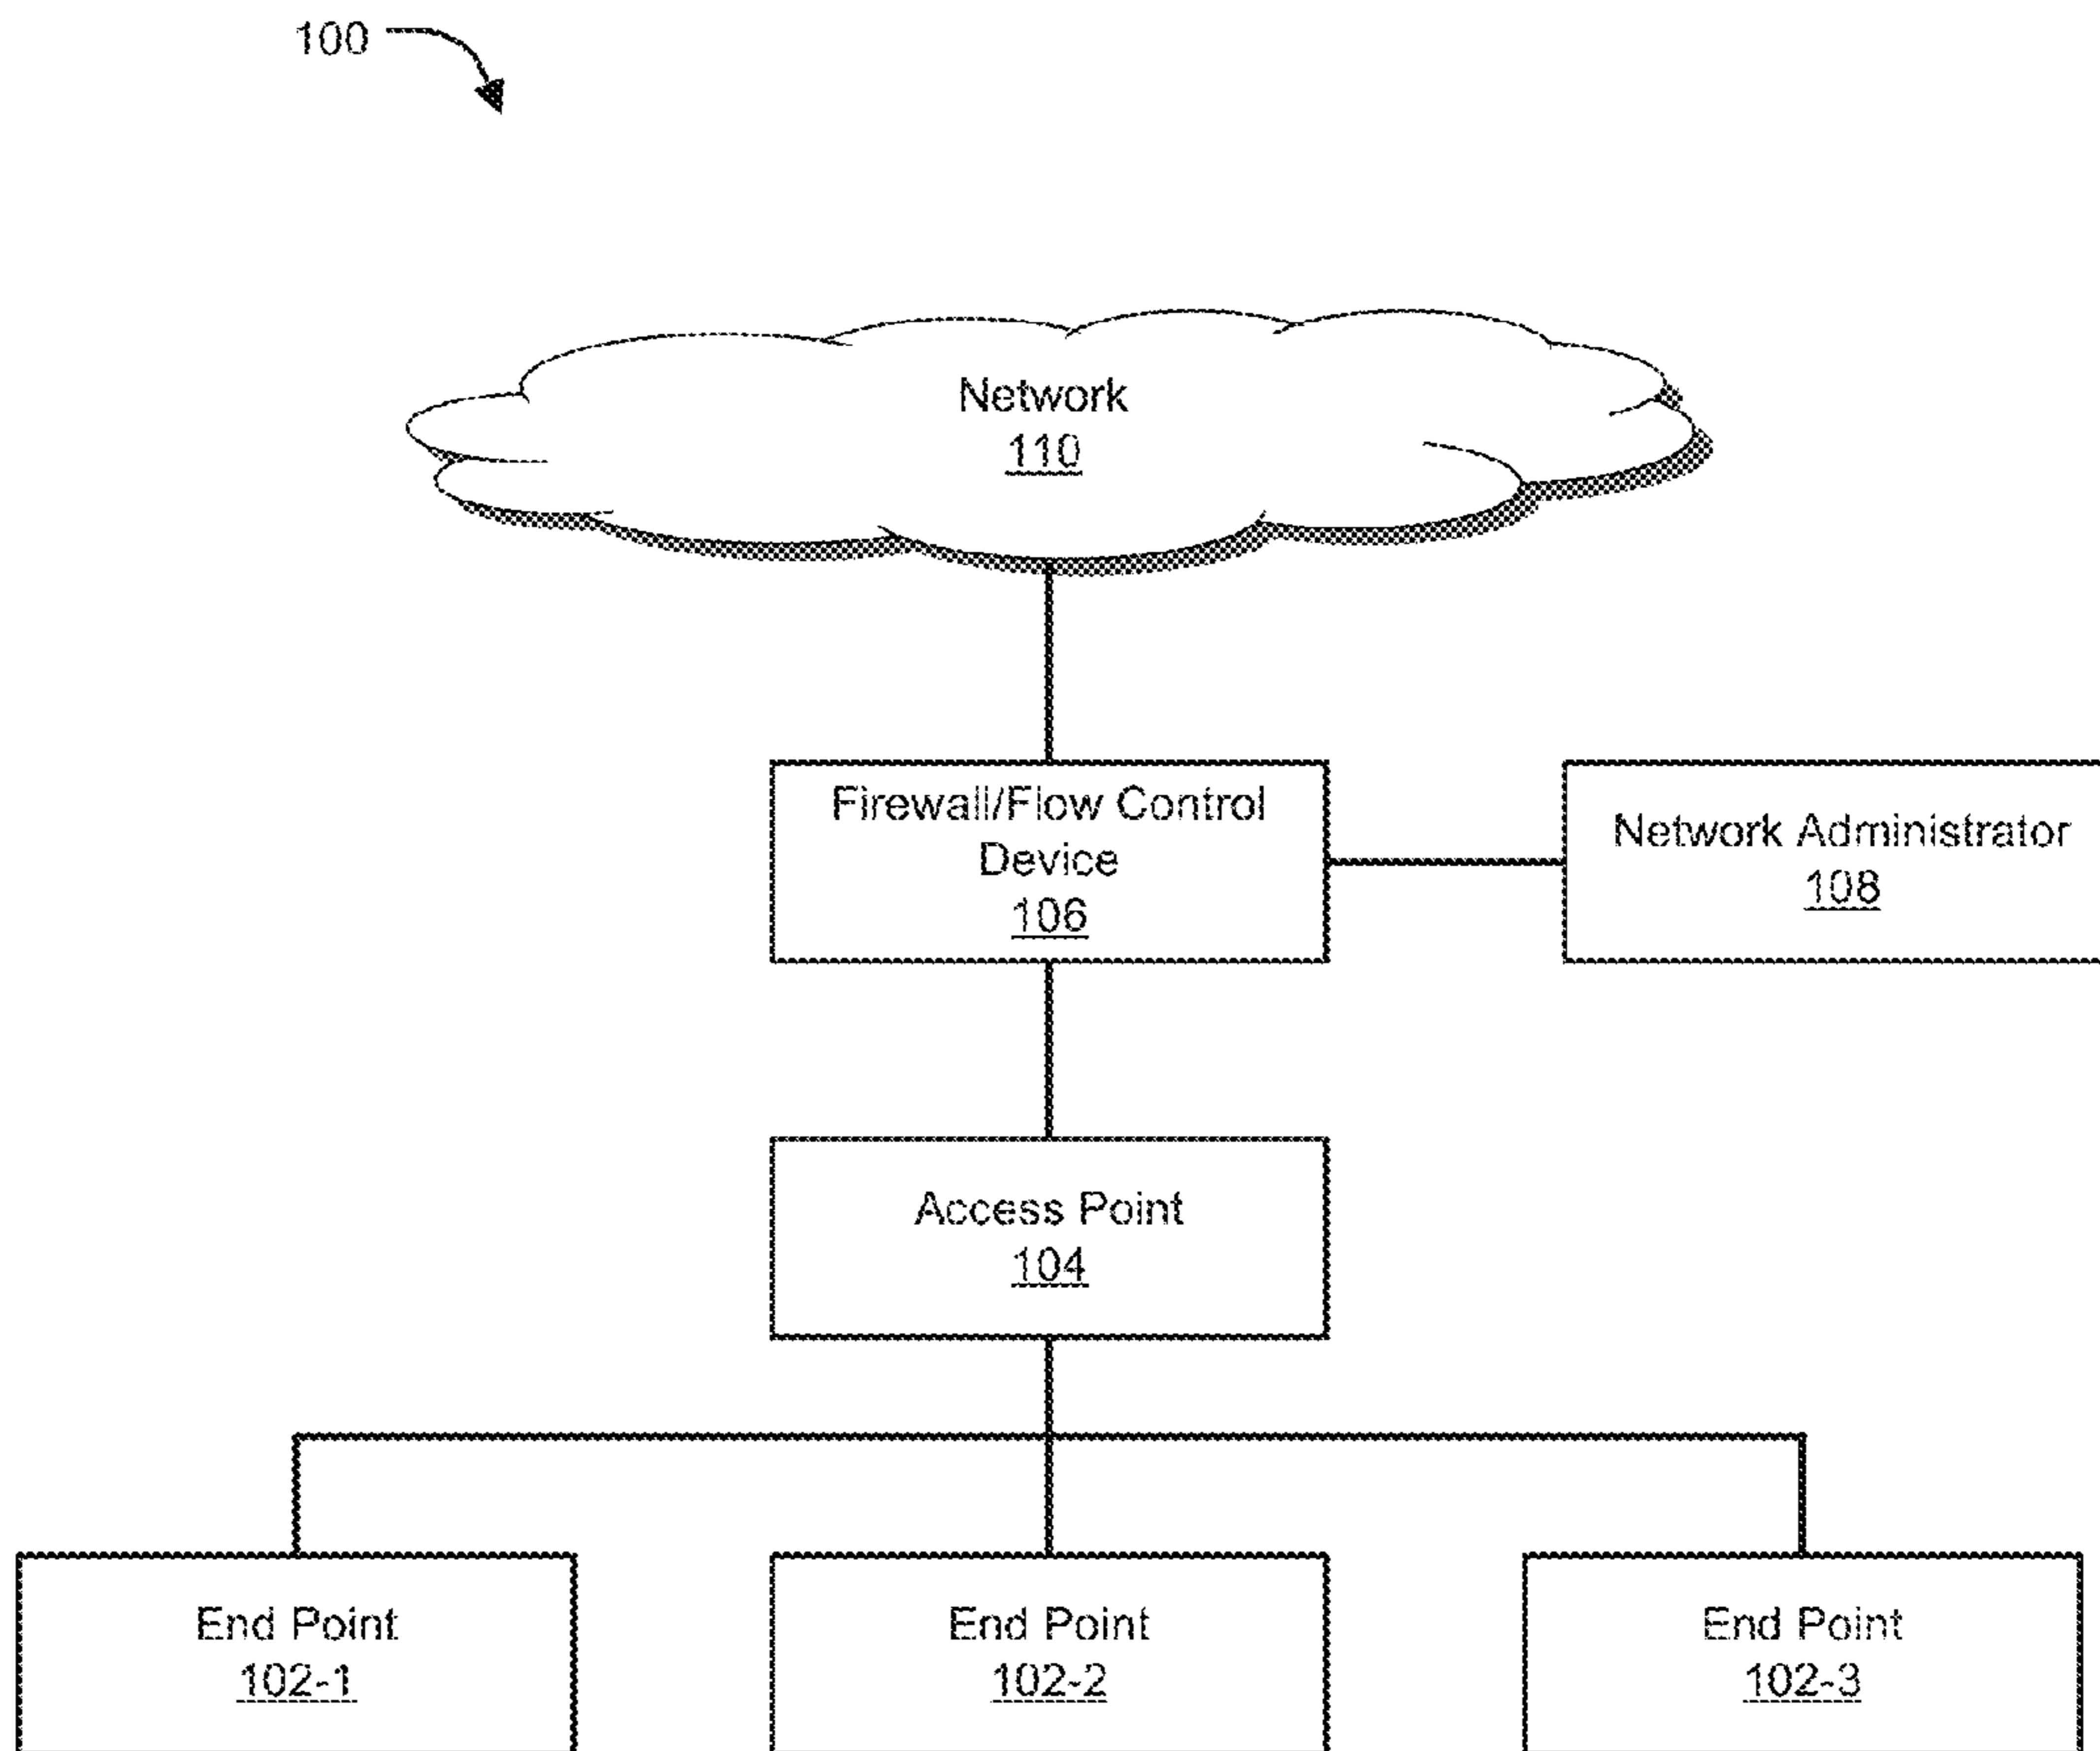 100
Network
110
Firewall/Flow Control
Device
106
Network Administrator
108
Access Point
104
End Point
102-1
End Point
102-2
End Point
102-3